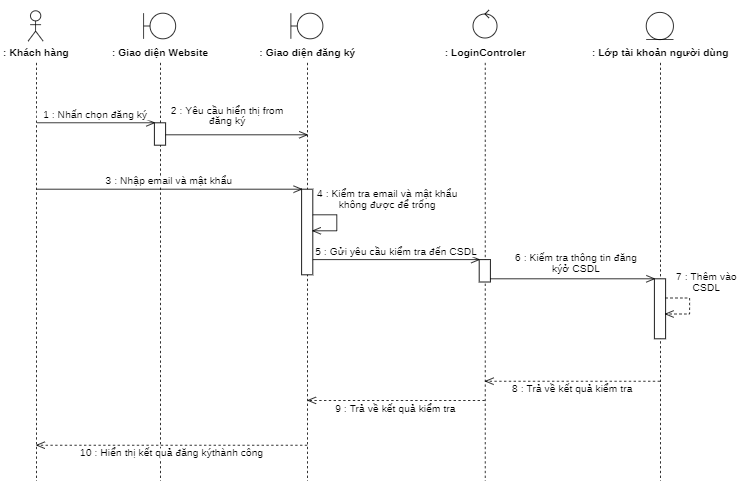 : Khách hàng
: Giao diện Website
: Giao diện đăng ký
: LoginControler
: Lớp tài khoản người dùng
1 : Nhấn chọn đăng ký
2 : Yêu cầu hiển thị from
đăng ký
3 : Nhập email và mật khẩu
4 : Kiểm tra email và mật khẩu
không được để trống
5 : Gửi yêu cầu kiểm tra đến CSDL
6 : Kiểm tra thông tin đăng
kýở CSDL
7 : Thêm vào
CSDL
8 : Trả về kết quả kiểm tra
9 : Trả về kết quả kiểm tra
10 : Hiển thị kết quả đăng kýthành công